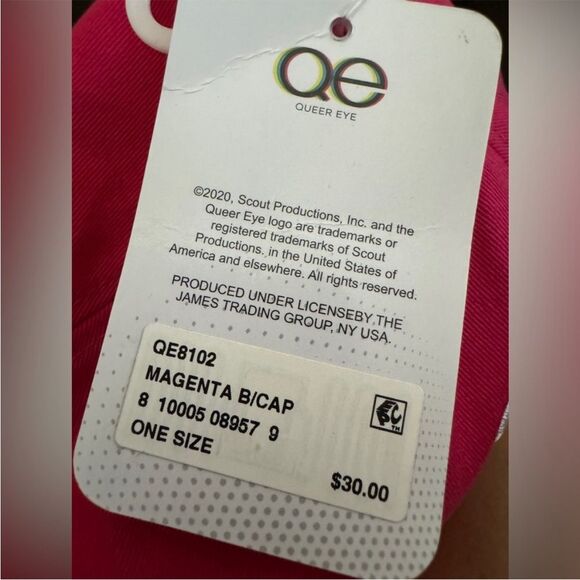 Qe
QUEER EYE
©2020, Scout Productions, Inc. and the
Queer Eye logo are trademarks or
registered trademarks of Scout
Productions. in the United States of
America and elsewhere. All rights reserved.
PRODUCED UNDER LICENSEBY THE
JAMES TRADING GROUP, NY USA.
QE8102
MAGENTA B/CAP
8 10005 08957 9
ONE SIZE
$30.00